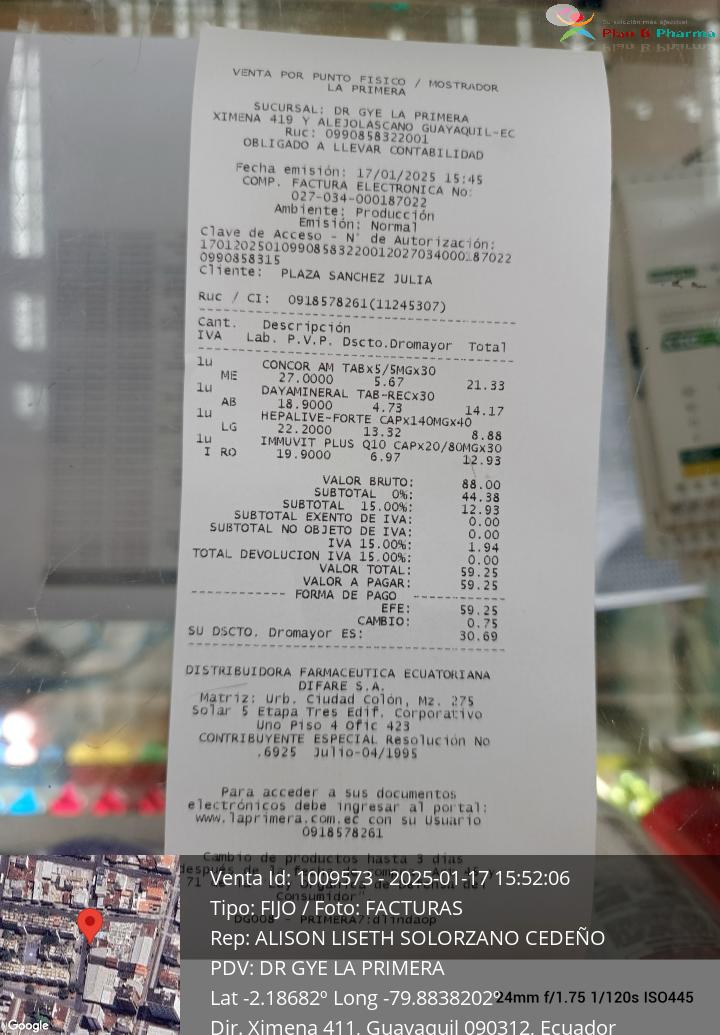 Su solución más ajustable
Plan B Pharma
VENTA POR PUNTO FISICO / MOSTRADOR
LA PRIMERA
SUCURSAL: DR GYE LA PRIMERA
XIMENA 419 Y ALEJOLASCANO GUAYAQUIL-EC
Ruc: 0990858322001
OBLIGADO A LLEVAR CONTABILIDAD
Fecha emisión: 17/01/2025 15:45
COMP. FACTURA ELECTRONICA No:
027-034-000187022
Ambiente: Producción
Emisión: Normal
Clave de Acceso - N° de Autorización:
170120250109908583220012027034000187022
0990858315
Cliente: PLAZA SANCHEZ JULIA
Ruc / CI: 0918578261(11245307)
Cant. Descripción
IVA Lab. P.V.P. Dscto.Dromayor Total
1u CONCOR AM TABx5/5MGx30
ME 27.0000 5.67 21.33
1u DAYAMINERAL TAB-RECx30
AB 18.9000 4.73 14.17
1u HEPALIVE-FORTE CAPx140MGx40
LG 22.2000 13.32 8.88
1u IMMUVIT PLUS Q10 CAPx20/80MGx30
I RO 19.9000 6.97 12.93
VALOR BRUTO: 88.00
SUBTOTAL 0%: 44.38
SUBTOTAL 15.00%: 12.93
SUBTOTAL EXENTO DE IVA: 0.00
SUBTOTAL NO OBJETO DE IVA: 0.00
IVA 15.00%: 1.94
TOTAL DEVOLUCION IVA 15.00%: 0.00
VALOR TOTAL: 59.25
VALOR A PAGAR: 59.25
------------ FORMA DE PAGO ------------
EFE: 59.25
CAMBIO: 0.75
SU DSCTO. Dromayor ES: 30.69
DISTRIBUIDORA FARMACEUTICA ECUATORIANA
DIFARE S.A.
Matriz: Urb. Ciudad Colón, Mz. 275
Solar 5 Etapa Tres Edif. Corporativo
Uno Piso 4 Ofic 423
CONTRIBUYENTE ESPECIAL Resolución No
.6925 Julio-04/1995
Para acceder a sus documentos
electrónicos debe ingresar al portal:
www.laprimera.com.ec con su Usuario
0918578261
Cambio de productos hasta 3 días
Venta Id: 1009573 - 2025-01-17 15:52:06
Tipo: FIJO / Foto: FACTURAS
Rep: ALISON LISETH SOLORZANO CEDEÑO
PDV: DR GYE LA PRIMERA
Lat -2.18682º Long -79.8838202º
24mm f/1.75 1/120s ISO445
Dir. Ximena 411, Guayaquil 090312, Ecuador
Google